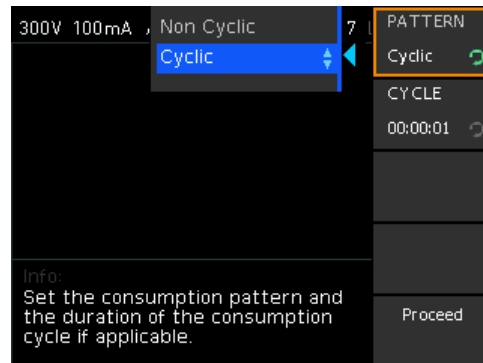 300V 100mA
Non Cyclic
7
Cyclic
PATTERN
Cyclic
CYCLE
00:00:01
Info:
Set the consumption pattern and
the duration of the consumption
cycle if applicable.
Proceed